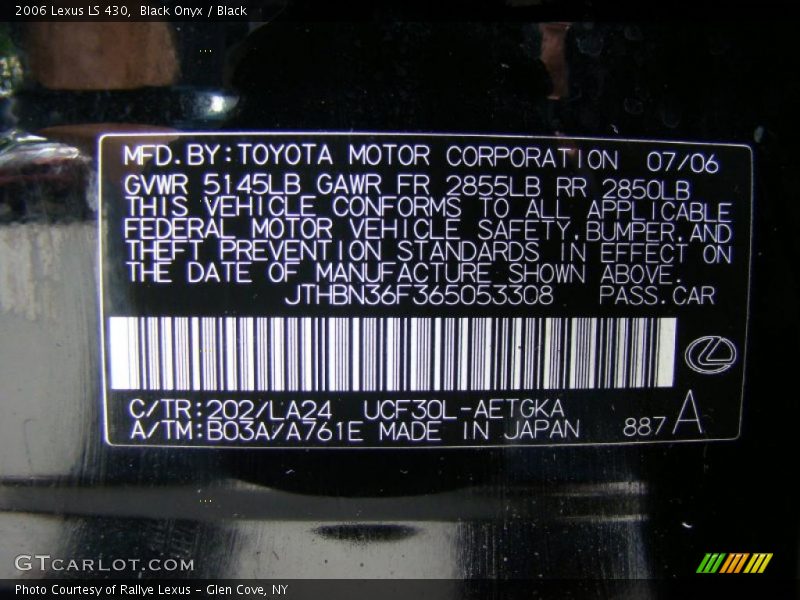 2006 Lexus LS 430, Black Onyx / Black
MFD.BY:TOYOTA MOTOR CORPORATION 07/06
GVWR 5145LB GAWR FR 2855LB RR 2850LB
THIS VEHICLE CONFORMS TO ALL APPLICABLE
FEDERAL MOTOR VEHICLE SAFETY,BUMPER,AND
THEFT PREVENTION STANDARDS IN EFFECT ON
THE DATE OF MANUFACTURE SHOWN ABOVE.
JTHBN36F365053308 PASS.CAR
C/TR:202/LA24 UCF30L-AETGKA
A/TM:B03A/A761E MADE IN JAPAN 887 A
GTCARLOT.COM
Photo Courtesy of Rallye Lexus - Glen Cove, NY